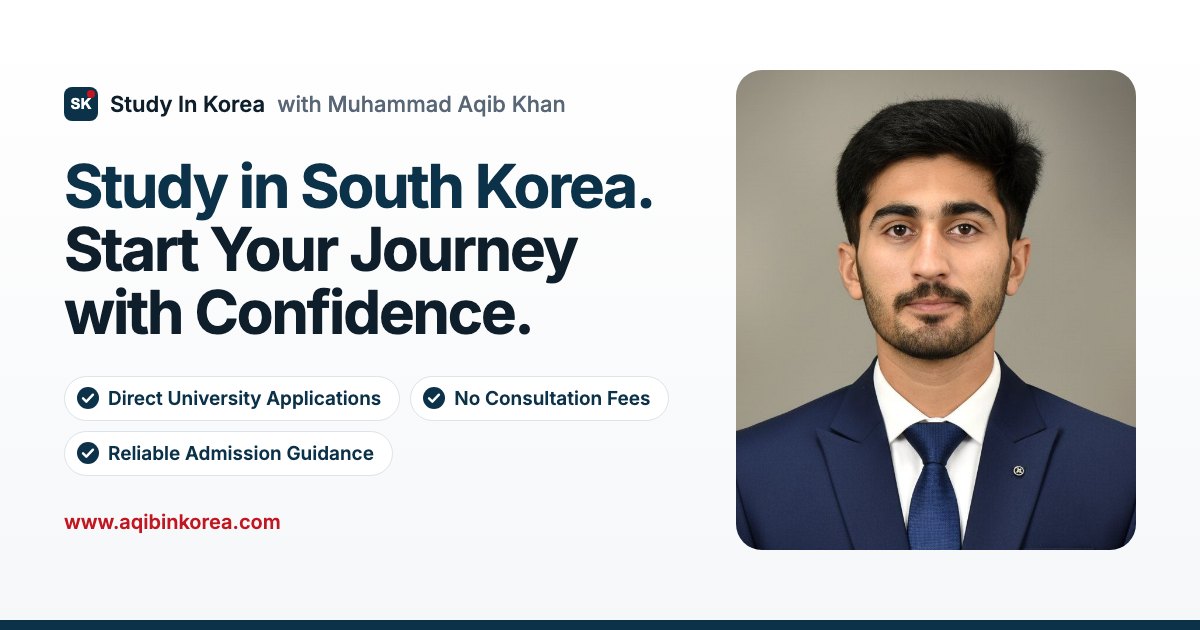 SK
Study In Korea with Muhammad Aqib Khan
Study in South Korea.
Start Your Journey
with Confidence.
Direct University Applications
No Consultation Fees
Reliable Admission Guidance
www.aqibinkorea.com